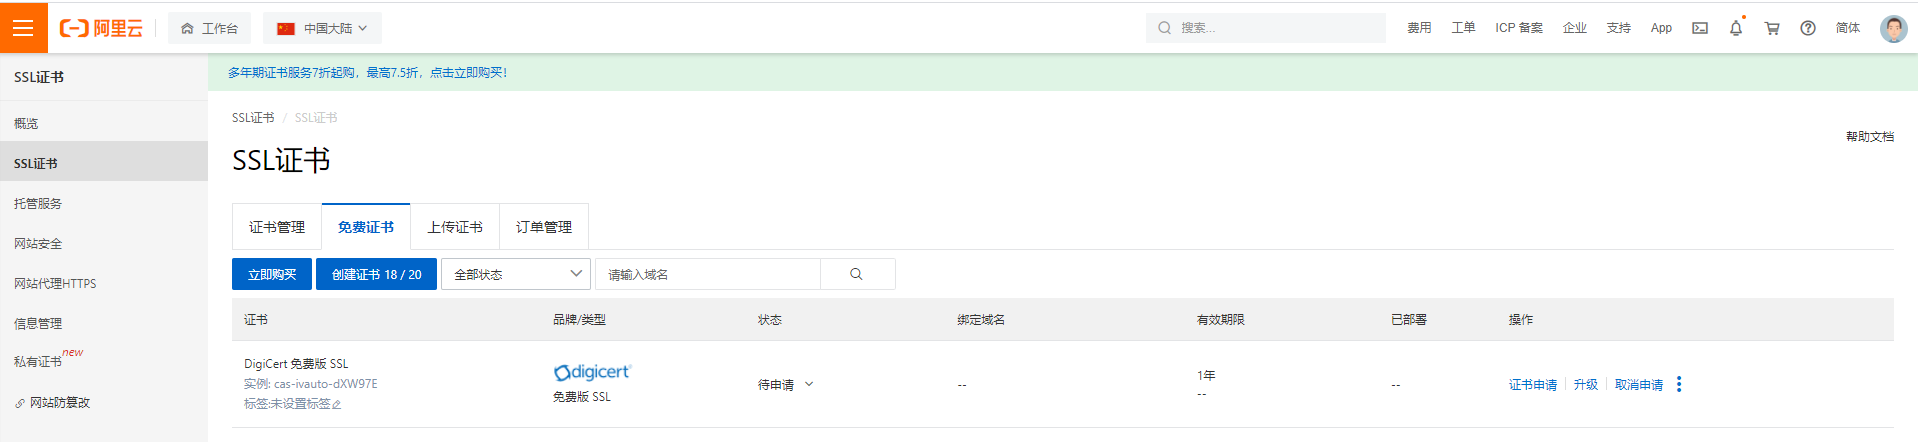 阿里云 工作台 中国大陆 搜索... 费用 工单 ICP 备案 企业 支持 App 简体
SSL证书
概览
SSL证书
托管服务
网站安全
网站代理HTTPS
信息管理
私有证书 new
网站防篡改
多年期证书服务7折起购，最高7.5折，点击立即购买！
SSL证书 / SSL证书
帮助文档
SSL证书
证书管理 免费证书 上传证书 订单管理
立即购买 创建证书 18 / 20 全部状态 请输入域名
证书 品牌/类型 状态 绑定域名 有效期限 已部署 操作
DigiCert 免费版 SSL
实例: cas-ivauto-dXW97E
标签:未设置标签
digicert
免费版 SSL
待申请
--
1年
--
--
证书申请 升级 取消申请